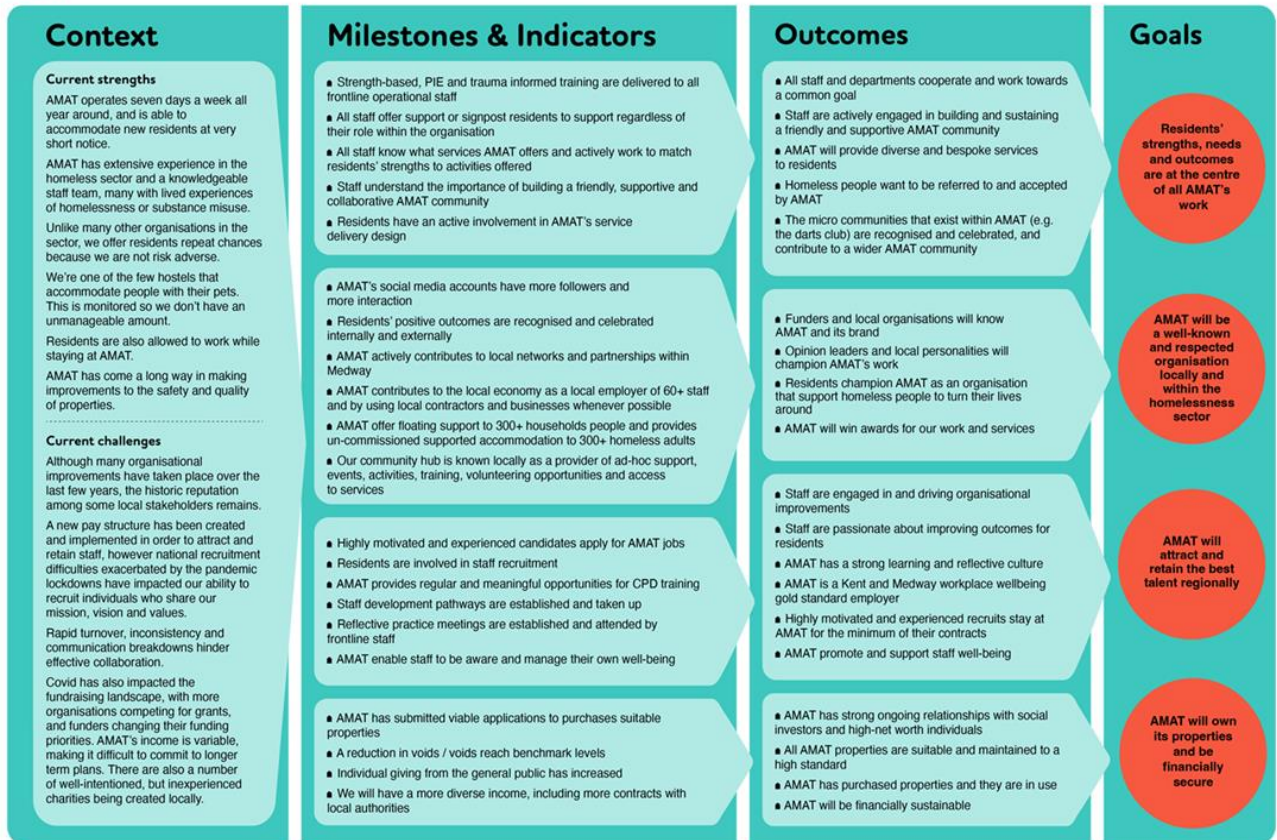 Context
Current strengths
AMAT operates seven days a week all
year around, and is able to
accommodate new residents at very
short notice.
AMAT has extensive experience in the
homeless sector and a knowledgeable
staff team, many with lived experiences
of homelessness or substance misuse.
Unlike many other organisations in the
sector, we offer residents repeat chances
because we are not risk adverse.
We're one of the few hostels that
accommodate people with their pets.
This is monitored so we don't have an
unmanageable amount.
Residents are also allowed to work while
staying at AMAT.
AMAT has come a long way in making
improvements to the safety and quality
of properties.
Current challenges
Although many organisational
improvements have taken place over the
last few years, the historic reputation
among some local stakeholders remains.
A new pay structure has been created
and implemented in order to attract and
retain staff, however national recruitment
difficulties exacerbated by the pandemic
lockdowns have impacted our ability to
recruit individuals who share our
mission, vision and values.
Rapid turnover, inconsistency and
communication breakdowns hinder
effective collaboration.
Covid has also impacted the
fundraising landscape, with more
organisations competing for grants,
and funders changing their funding
priorities. AMAT's income is variable,
making it difficult to commit to longer
term plans. There are also a number
of well-intentioned, but inexperienced
charities being created locally.
Milestones & Indicators
Strength-based, PIE and trauma informed training are delivered to all
frontline operational staff
All staff offer support or signpost residents to support regardless of
their role within the organisation
All staff know what services AMAT offers and actively work to match
residents' strengths to activities offered
Staff understand the importance of building a friendly, supportive and
collaborative AMAT community
Residents have an active involvement in AMAT's service
delivery design
AMAT's social media accounts have more followers and
more interaction
Residents' positive outcomes are recognised and celebrated
internally and externally
AMAT actively contributes to local networks and partnerships within
Medway
AMAT contributes to the local economy as a local employer of 60+ staff
and by using local contractors and businesses whenever possible
AMAT offer floating support to 300+ households people and provides
un-commissioned supported accommodation to 300+ homeless adults
Our community hub is known locally as a provider of ad-hoc support,
events, activities, training, volunteering opportunities and access
to services
Highly motivated and experienced candidates apply for AMAT jobs
Residents are involved in staff recruitment
AMAT provides regular and meaningful opportunities for CPD training
Staff development pathways are established and taken up
Reflective practice meetings are established and attended by
frontline staff
AMAT enable staff to be aware and manage their own well-being
AMAT has submitted viable applications to purchases suitable
properties
A reduction in voids / voids reach benchmark levels
Individual giving from the general public has increased
We will have a more diverse income, including more contracts with
local authorities
Outcomes
All staff and departments cooperate and work towards
a common goal
Staff are actively engaged in building and sustaining
a friendly and supportive AMAT community
AMAT will provide diverse and bespoke services
to residents
Homeless people want to be referred to and accepted
by AMAT
The micro communities that exist within AMAT (e.g.
the darts club) are recognised and celebrated, and
contribute to a wider AMAT community
Funders and local organisations will know
AMAT and its brand
Opinion leaders and local personalities will
champion AMAT's work
Residents champion AMAT as an organisation
that support homeless people to turn their lives
around
AMAT will win awards for our work and services
Staff are engaged in and driving organisational
improvements
Staff are passionate about improving outcomes for
residents
AMAT has a strong learning and reflective culture
AMAT is a Kent and Medway workplace wellbeing
gold standard employer
Highly motivated and experienced recruits stay at
AMAT for the minimum of their contracts
AMAT promote and support staff well-being
AMAT has strong ongoing relationships with social
investors and high-net worth individuals
All AMAT properties are suitable and maintained to a
high standard
AMAT has purchased properties and they are in use
AMAT will be financially sustainable
Goals
Residents'
strengths, needs
and outcomes
are at the centre
of all AMAT's
work
AMAT will be
a well-known
and respected
organisation
locally and
within the
homelessness
sector
AMAT will
attract and
retain the best
talent regionally
AMAT will own
its properties
and be
financially
secure